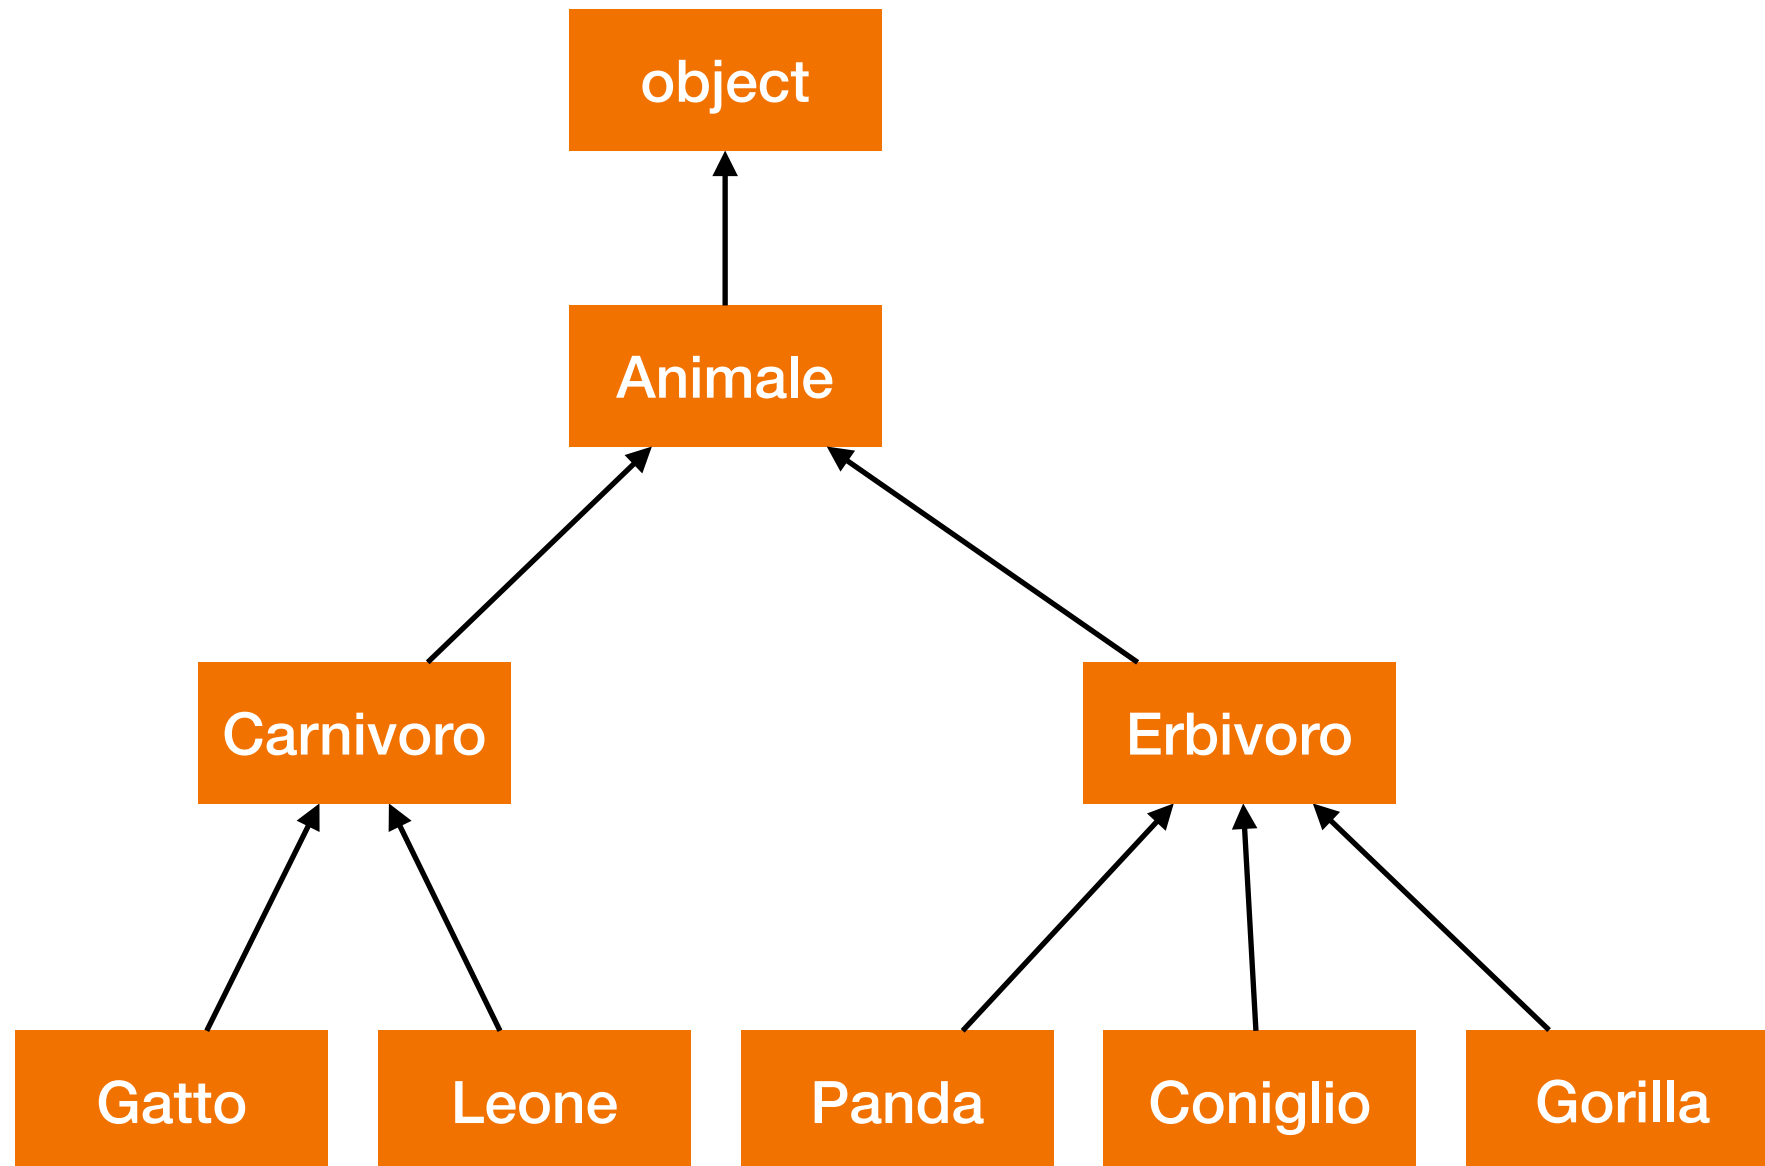 object
Animale
Carnivoro
Erbivoro
Gatto
Leone
Panda
Coniglio
Gorilla